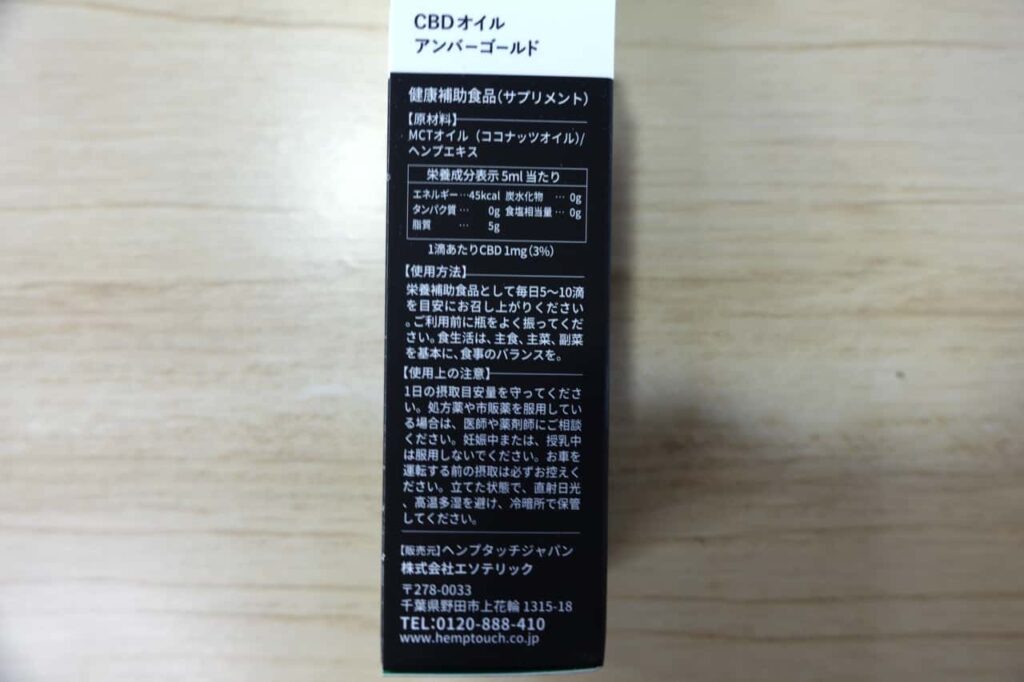 CBDオイル
アンバーゴールド
健康補助食品(サプリメント)
【原材料】
MCTオイル（ココナッツオイル)/
ヘンプエキス
栄養成分表示 5ml 当たり
エネルギー…45kcal 炭水化物 … 0g
タンパク質 … 0g 食塩相当量 … 0g
脂質 … 5g
1滴あたりCBD 1mg (3%)
【使用方法】
栄養補助食品として毎日5〜10滴
を目安にお召し上がりください
。ご利用前に瓶をよく振ってくだ
さい。食生活は、主食、主菜、副菜
を基本に、食事のバランスを。
【使用上の注意】
1日の摂取目安量を守ってくださ
い。処方薬や市販薬を服用してい
る場合は、医師や薬剤師にご相談
ください。妊娠中または、授乳中
は服用しないでください。お車を
運転する前の摂取は必ずお控えく
ださい。立てた状態で、直射日光
、高温多湿を避け、冷暗所で保管
してください。
【販売元】ヘンプタッチジャパン
株式会社エソテリック
〒278-0033
千葉県野田市上花輪 1315-18
TEL:0120-888-410
www.hemptouch.co.jp